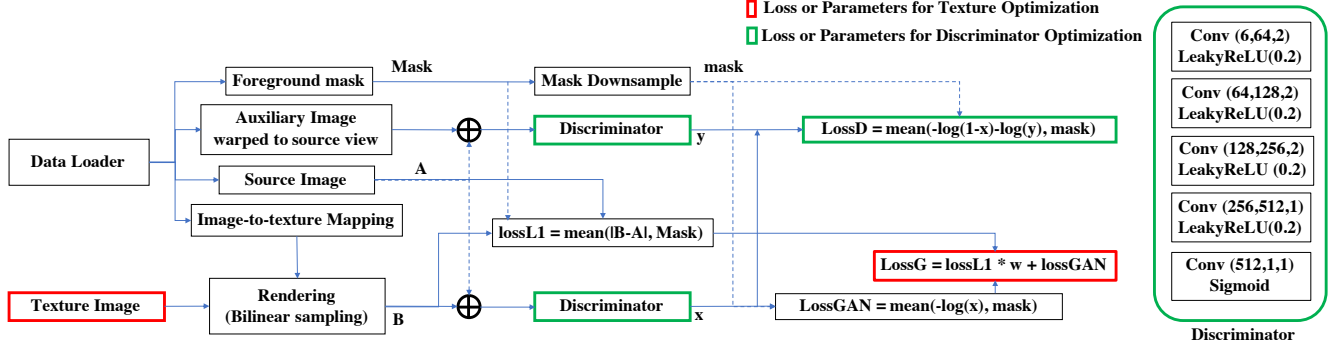 Loss or Parameters for Texture Optimization
Loss or Parameters for Discriminator Optimization
Foreground mask
Mask
Mask Downsample
mask
Auxiliary Image
warped to source view
Discriminator
y
LossD = mean(-log(1-x)-log(y), mask)
Data Loader
Source Image
A
Image-to-texture Mapping
lossL1 = mean(|B-A|, Mask)
LossG = lossL1 * w + lossGAN
Texture Image
Rendering
(Bilinear sampling)
B
Discriminator
x
LossGAN = mean(-log(x), mask)
Conv (6,64,2)
LeakyReLU(0.2)
Conv (64,128,2)
LeakyReLU(0.2)
Conv (128,256,2)
LeakyReLU (0.2)
Conv (256,512,1)
LeakyReLU(0.2)
Conv (512,1,1)
Sigmoid
Discriminator